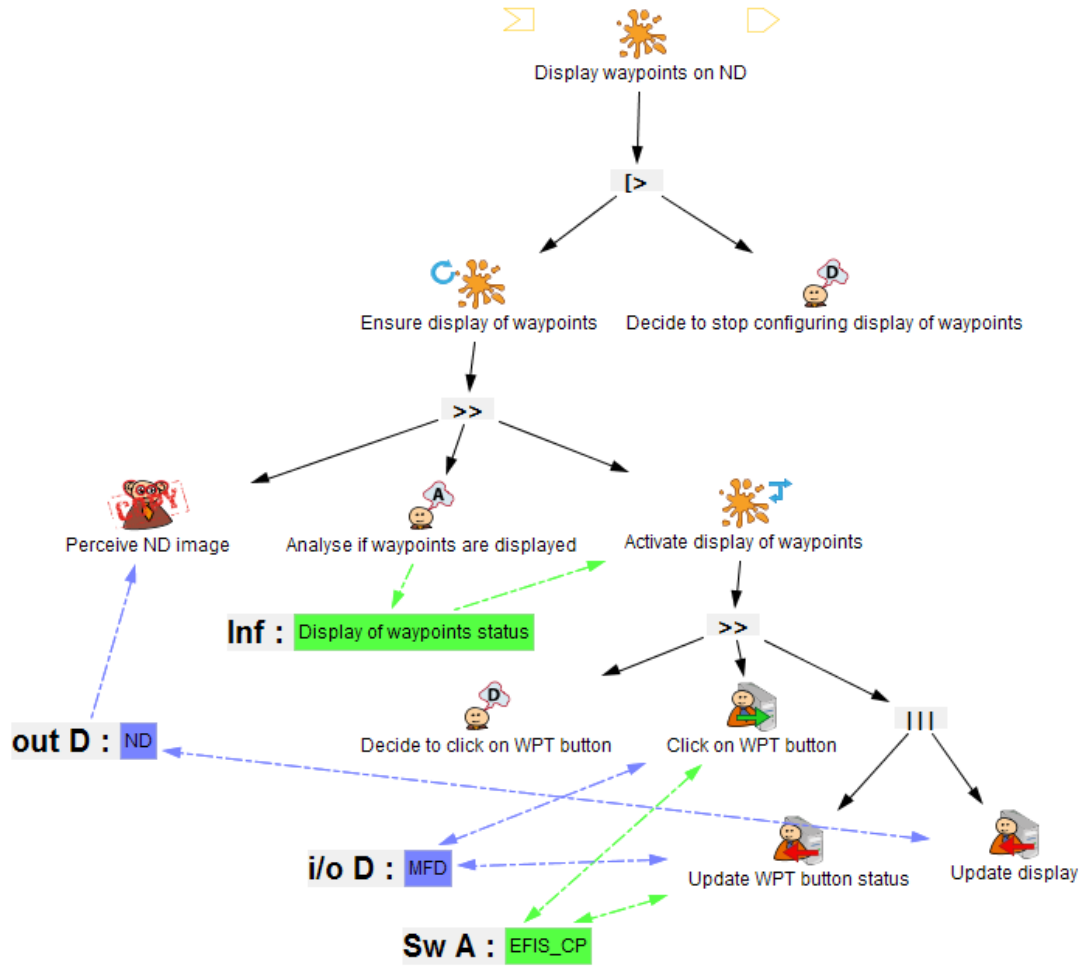 Display waypoints on ND
[>
D
Ensure display of waypoints
Decide to stop configuring display of waypoints
>>
COPY
A
Perceive ND image
Analyse if waypoints are displayed
Activate display of waypoints
Inf : Display of waypoints status
>>
D
|||
out D : ND
Decide to click on WPT button
Click on WPT button
i/o D : MFD
Update WPT button status
Update display
Sw A : EFIS_CP